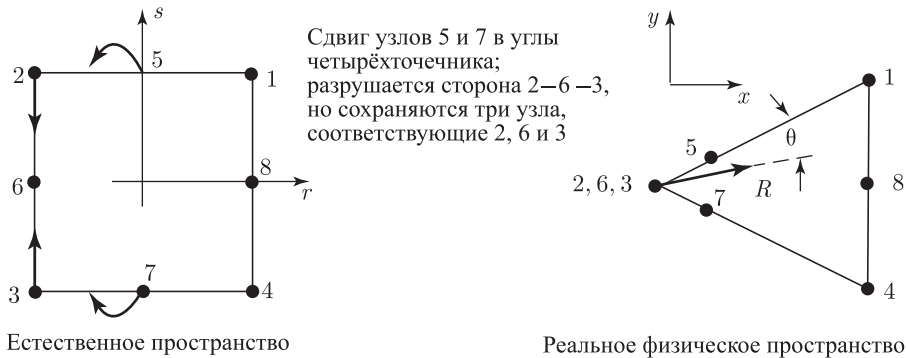 s
2
5
1
6
8
r
3
7
4
Сдвиг узлов 5 и 7 в углы
четырёхточечника;
разрушается сторона 2–6 –3,
но сохраняются три узла,
соответствующие 2, 6 и 3
y
x
1
θ
5
2, 6, 3
R
8
7
4
Естественное пространство
Реальное физическое пространство